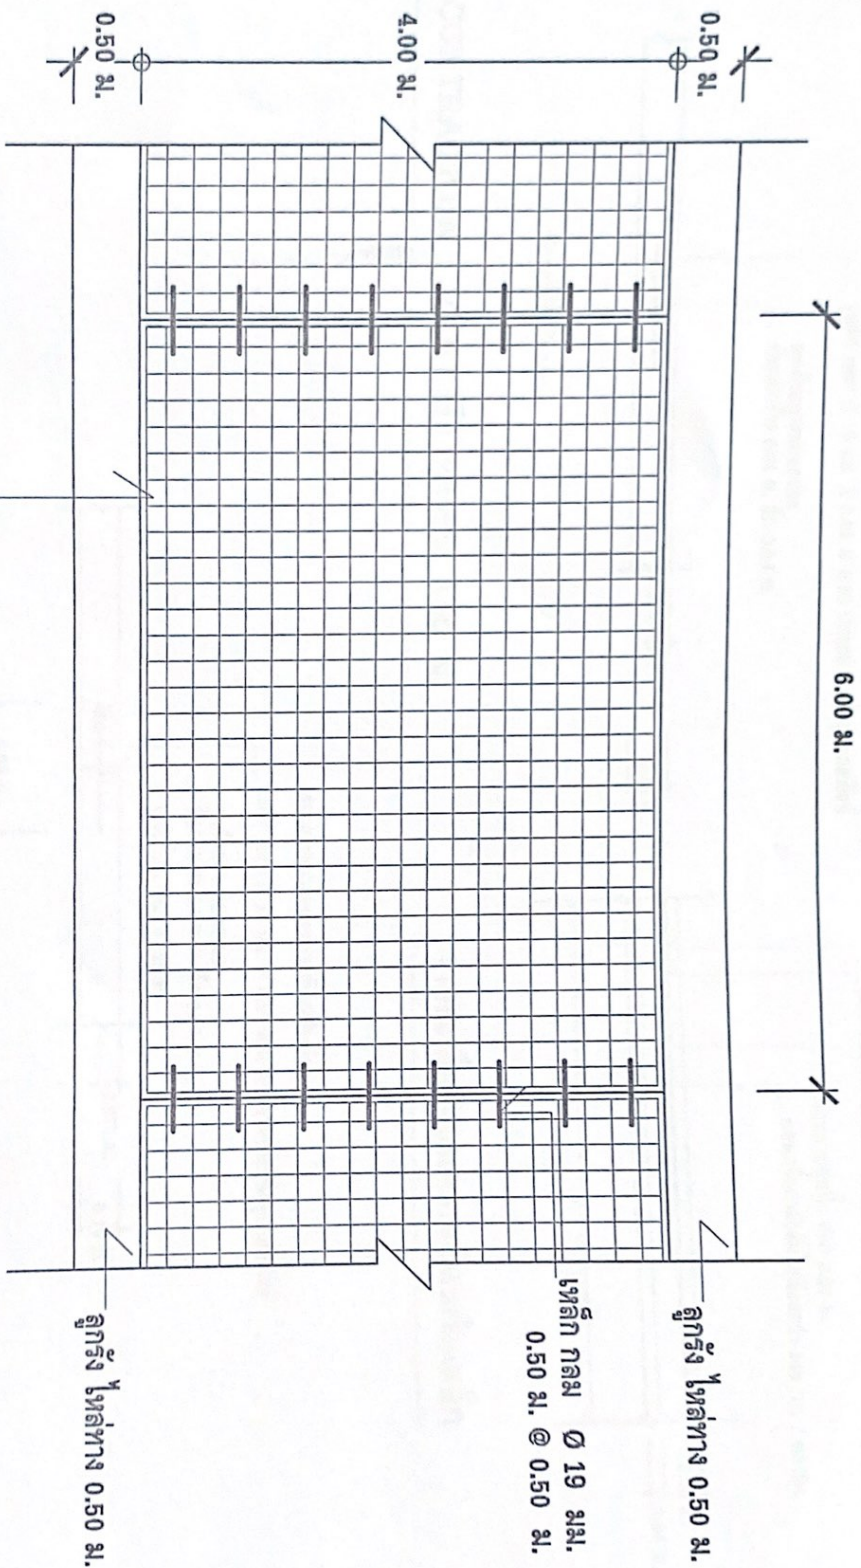 0.50 ม.
4.00 ม.
0.50 ม.
6.00 ม.
ลูกรัง ไหล่ทาง 0.50 ม.
เหล็ก กลม Ø 19 มม.
0.50 ม. @ 0.50 ม.
ลูกรัง ไหล่ทาง 0.50 ม.